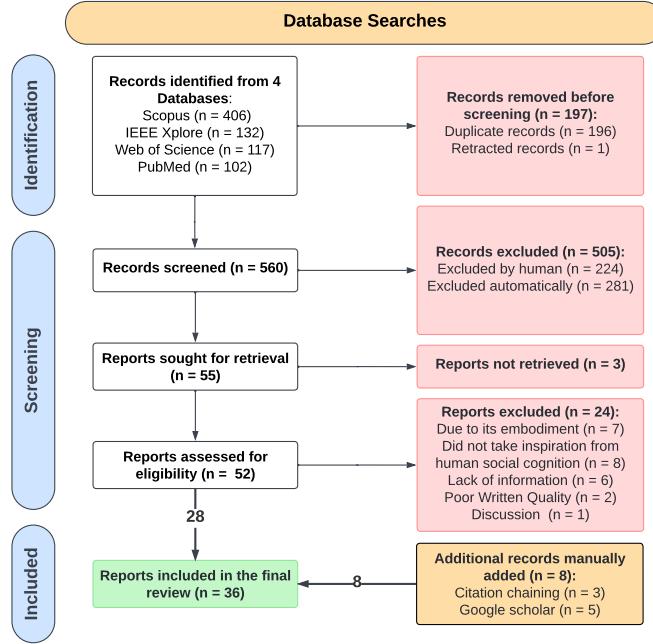 Database Searches
Identification
Records identified from 4
Databases:
Scopus (n = 406)
IEEE Xplore (n = 132)
Web of Science (n = 117)
PubMed (n = 102)
Records removed before
screening (n = 197):
Duplicate records (n = 196)
Retracted records (n = 1)
Screening
Records screened (n = 560)
Records excluded (n = 505):
Excluded by human (n = 224)
Excluded automatically (n = 281)
Reports sought for retrieval
(n = 55)
Reports not retrieved (n = 3)
Reports assessed for
eligibility (n =  52)
Reports excluded (n = 24):
Due to its embodiment (n = 7)
Did not take inspiration from
human social cognition (n = 8)
Lack of information (n = 6)
Poor Written Quality (n = 2)
Discussion  (n = 1)
28
Included
Reports included in the final
review (n = 36)
8
Additional records manually
added (n = 8):
Citation chaining (n = 3)
Google scholar (n = 5)